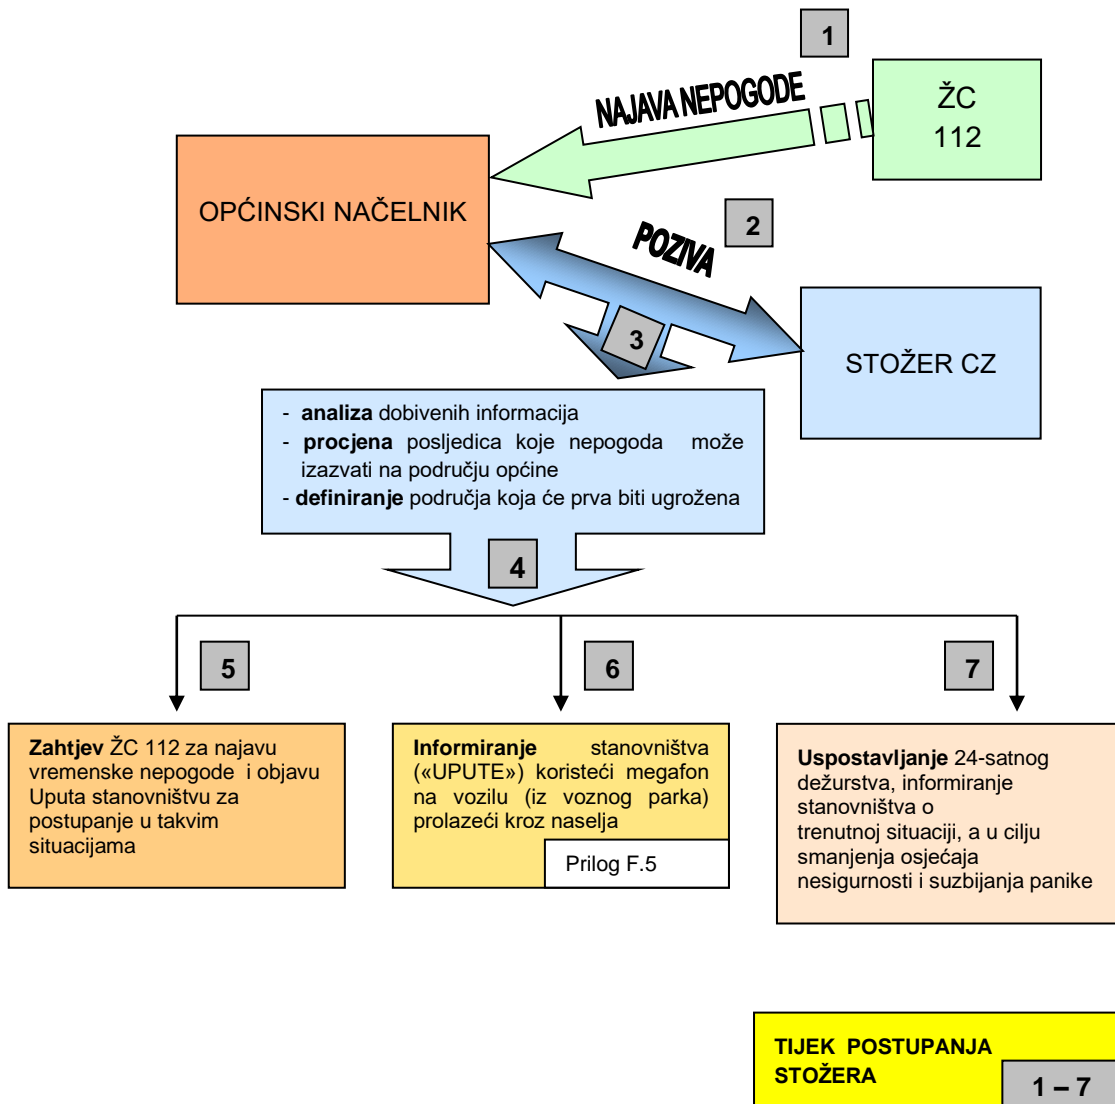 1
NAJAVA NEPOGODE
ŽC
112
OPĆINSKI NAČELNIK
2
POZIVA
3
STOŽER CZ
- analiza dobivenih informacija
- procjena posljedica koje nepogoda može
izazvati na području općine
- definiranje područja koja će prva biti ugrožena
4
5
6
7
Zahtjev ŽC 112 za najavu
vremenske nepogode i objavu
Uputa stanovništvu za
postupanje u takvim
situacijama
Informiranje stanovništva
(«UPUTE») koristeći megafon
na vozilu (iz voznog parka)
prolazeći kroz naselja
Prilog F.5
Uspostavljanje 24-satnog
dežurstva, informiranje
stanovništva o
trenutnoj situaciji, a u cilju
smanjenja osjećaja
nesigurnosti i suzbijanja panike
TIJEK POSTUPANJA
STOŽERA
1 – 7